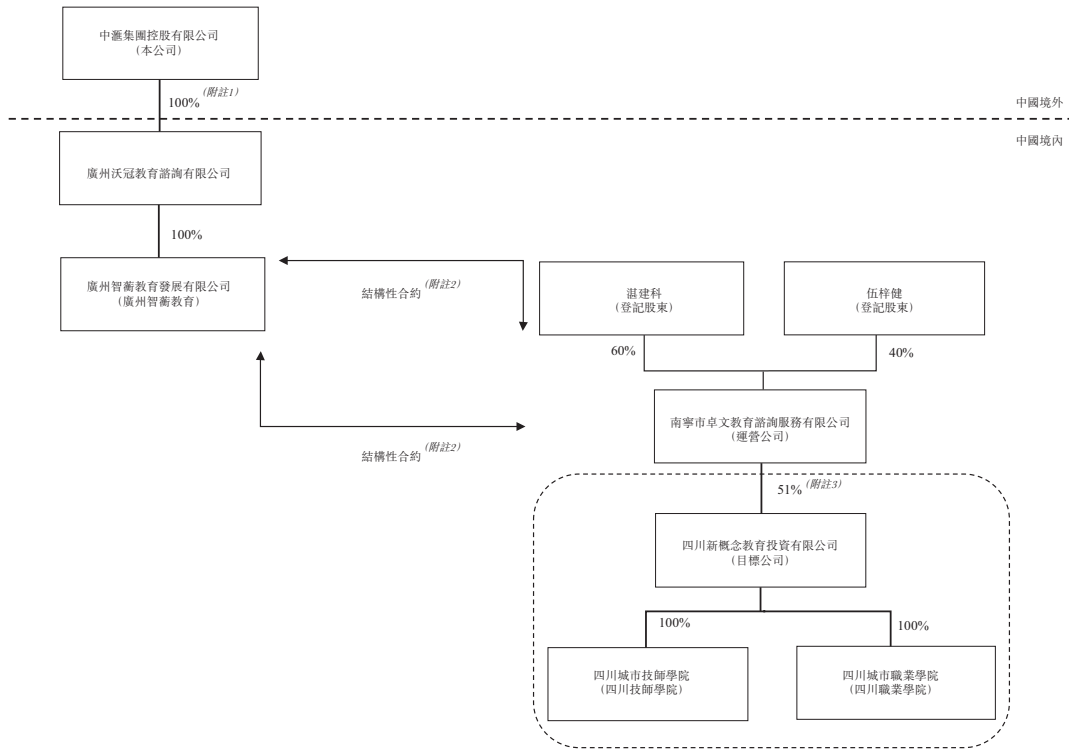 中滙集團控股有限公司
(本公司)
100% (附註1)
中國境外
中國境內
廣州沃冠教育諮詢有限公司
100%
廣州智蘅教育發展有限公司
(廣州智蘅教育)
結構性合約 (附註2)
湛建科
(登記股東)
伍梓健
(登記股東)
60%
40%
南寧市卓文教育諮詢服務有限公司
(運營公司)
結構性合約 (附註2)
51% (附註3)
四川新概念教育投資有限公司
(目標公司)
100%
100%
四川城市技師學院
(四川技師學院)
四川城市職業學院
(四川職業學院)